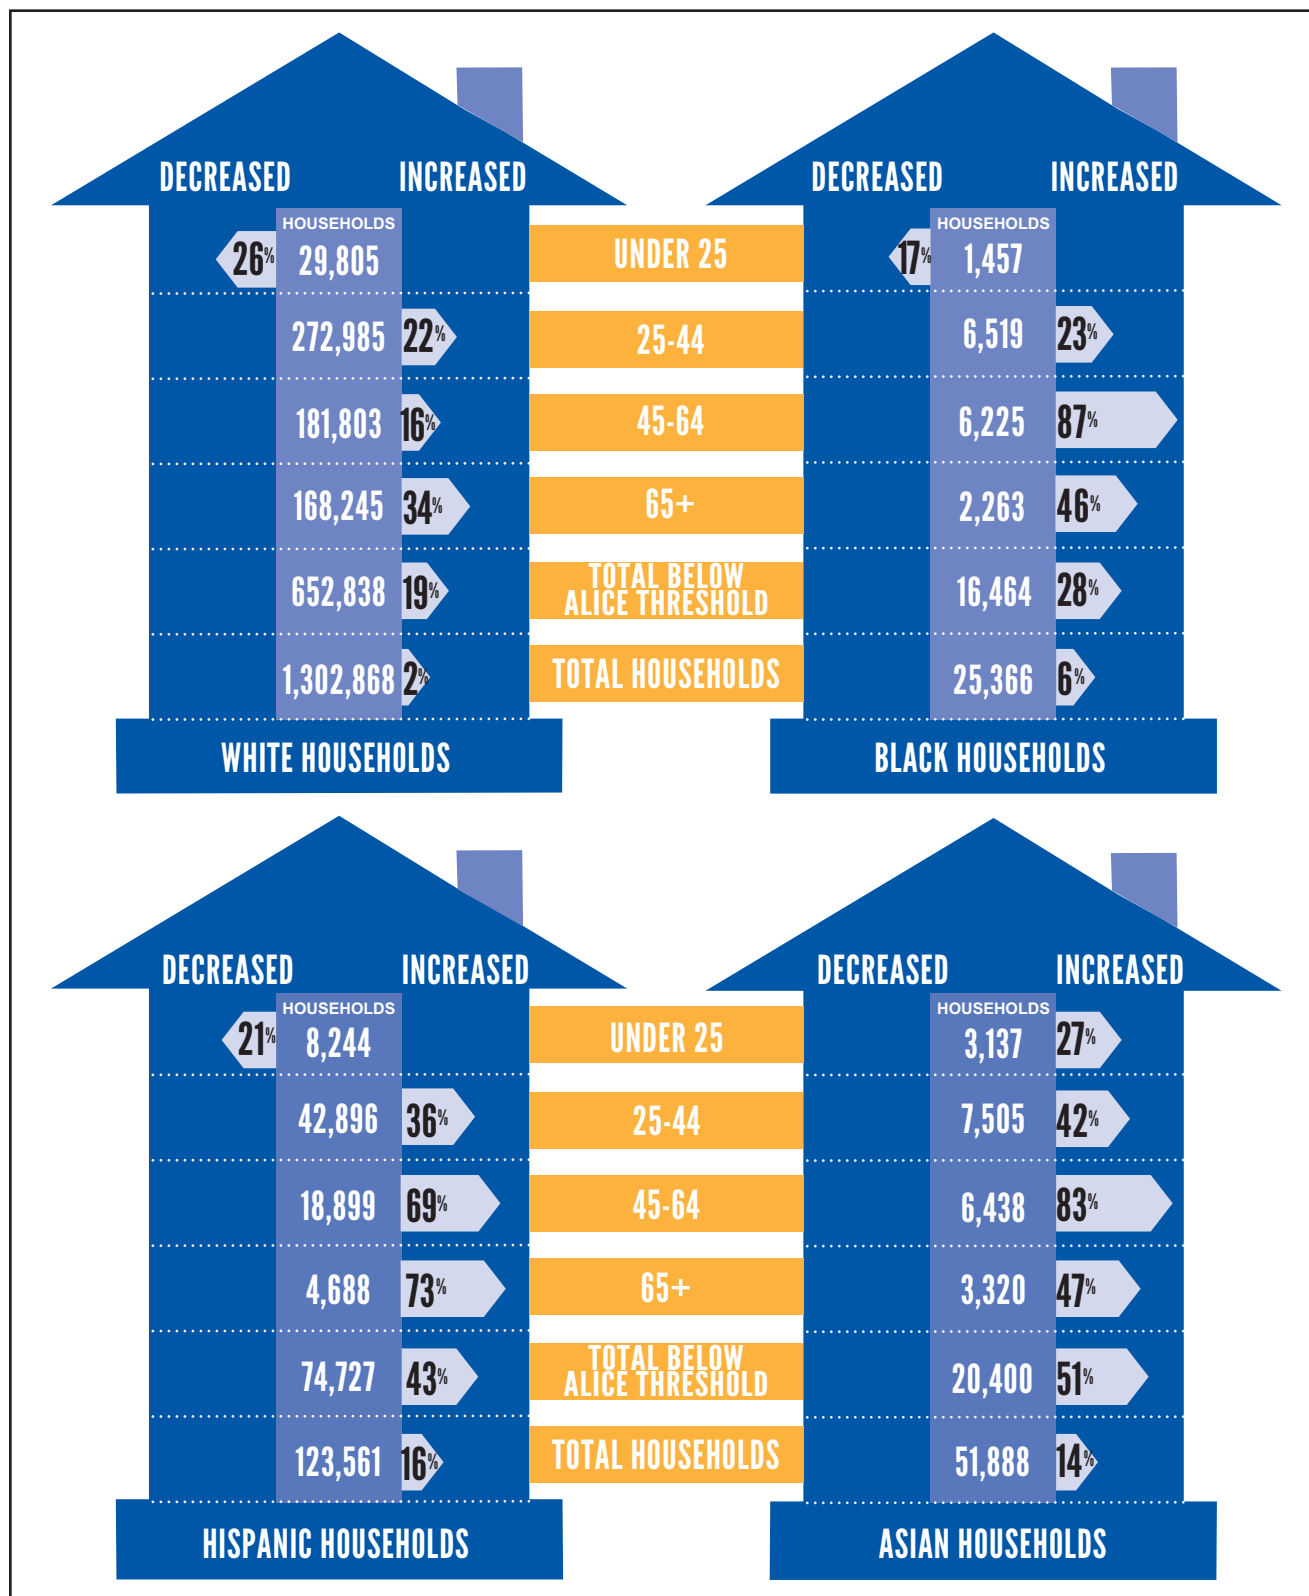 DECREASED INCREASED
HOUSEHOLDS
26% 29,805
272,985 22%
181,803 16%
168,245 34%
652,838 19%
1,302,868 2%
WHITE HOUSEHOLDS
UNDER 25
25-44
45-64
65+
TOTAL BELOW
ALICE THRESHOLD
TOTAL HOUSEHOLDS
DECREASED INCREASED
HOUSEHOLDS
17% 1,457
6,519 23%
6,225 87%
2,263 46%
16,464 28%
25,366 6%
BLACK HOUSEHOLDS
DECREASED INCREASED
HOUSEHOLDS
21% 8,244
42,896 36%
18,899 69%
4,688 73%
74,727 43%
123,561 16%
HISPANIC HOUSEHOLDS
UNDER 25
25-44
45-64
65+
TOTAL BELOW
ALICE THRESHOLD
TOTAL HOUSEHOLDS
DECREASED INCREASED
HOUSEHOLDS
3,137 27%
7,505 42%
6,438 83%
3,320 47%
20,400 51%
51,888 14%
ASIAN HOUSEHOLDS